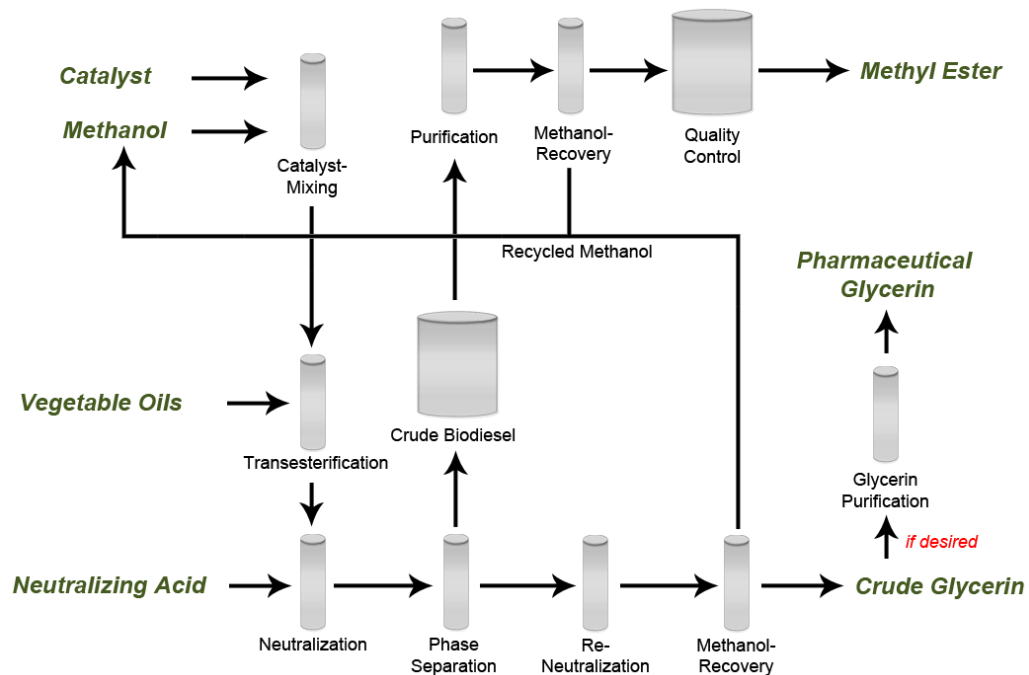 Catalyst
Methanol
Catalyst-
Mixing
Purification
Methanol-
Recovery
Quality
Control
Methyl Ester
Recycled Methanol
Pharmaceutical
Glycerin
Vegetable Oils
Transesterification
Crude Biodiesel
Glycerin
Purification
if desired
Neutralizing Acid
Neutralization
Phase
Separation
Re-
Neutralization
Methanol-
Recovery
Crude Glycerin